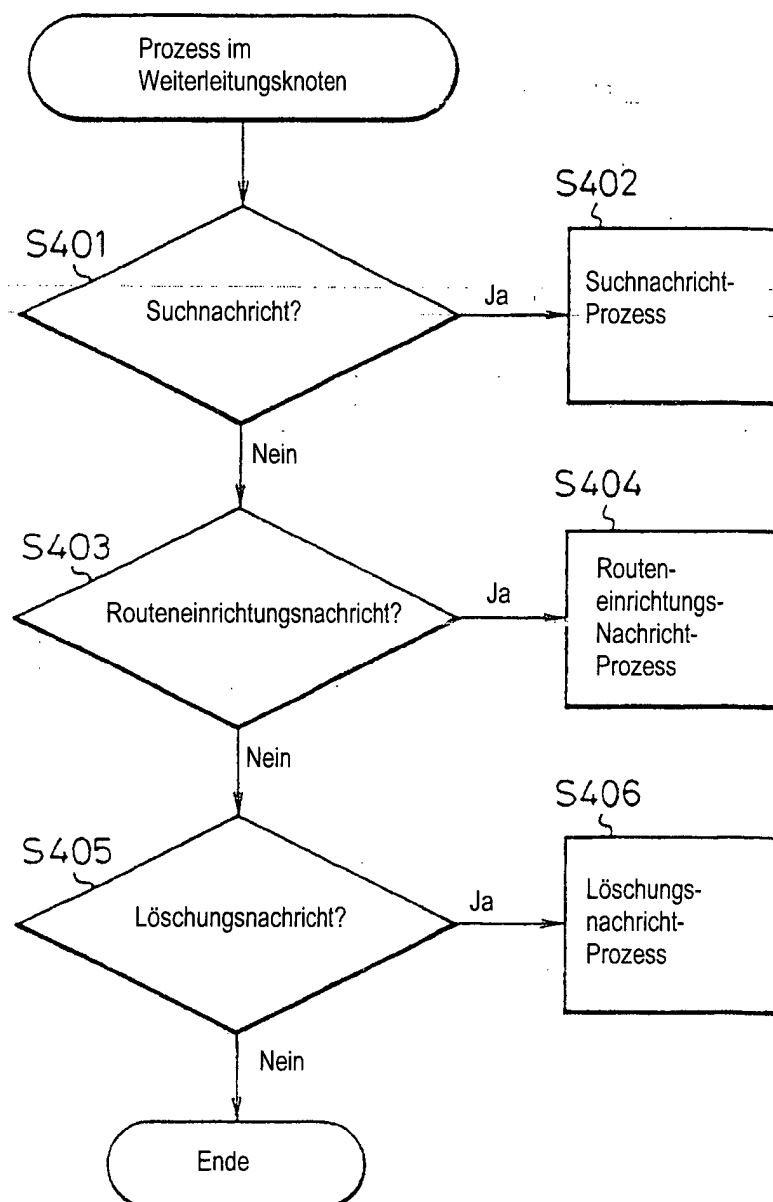 Prozess im
Weiterleitungsknoten
S401
Suchnachricht?
Ja
S402
Suchnachricht-
Prozess
Nein
S403
Routeneinrichtungsnachricht?
Ja
S404
Routen-
einrichtungs-
Nachricht-
Prozess
Nein
S405
Löschungsnachricht?
Ja
S406
Löschungs-
nachricht-
Prozess
Nein
Ende